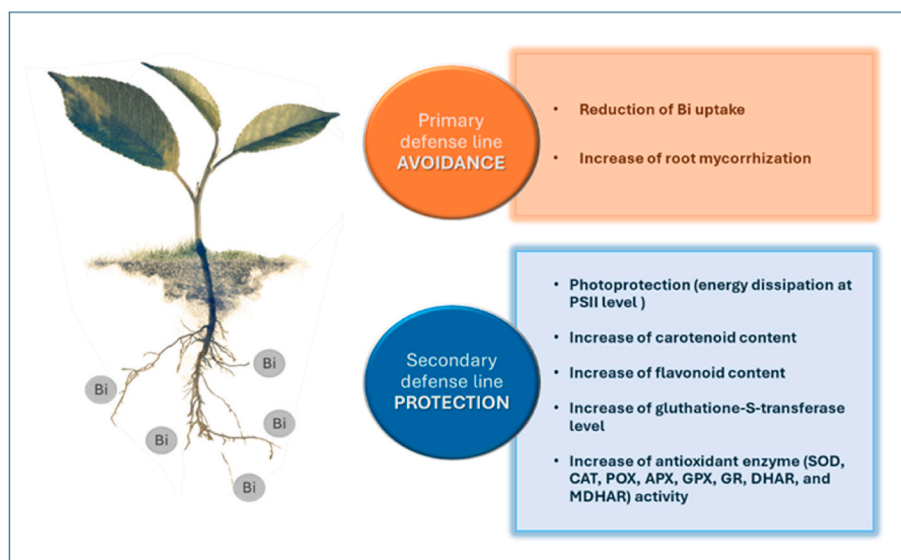 Primary
defense line
AVOIDANCE
• Reduction of Bi uptake
• Increase of root mycorrhization
Secondary
defense line
PROTECTION
• Photoprotection (energy dissipation at
PSII level )
• Increase of carotenoid content
• Increase of flavonoid content
• Increase of gluthatione-S-transferase
level
• Increase of antioxidant enzyme (SOD,
CAT, POX, APX, GPX, GR, DHAR, and
MDHAR) activity
Bi
Bi
Bi
Bi
Bi